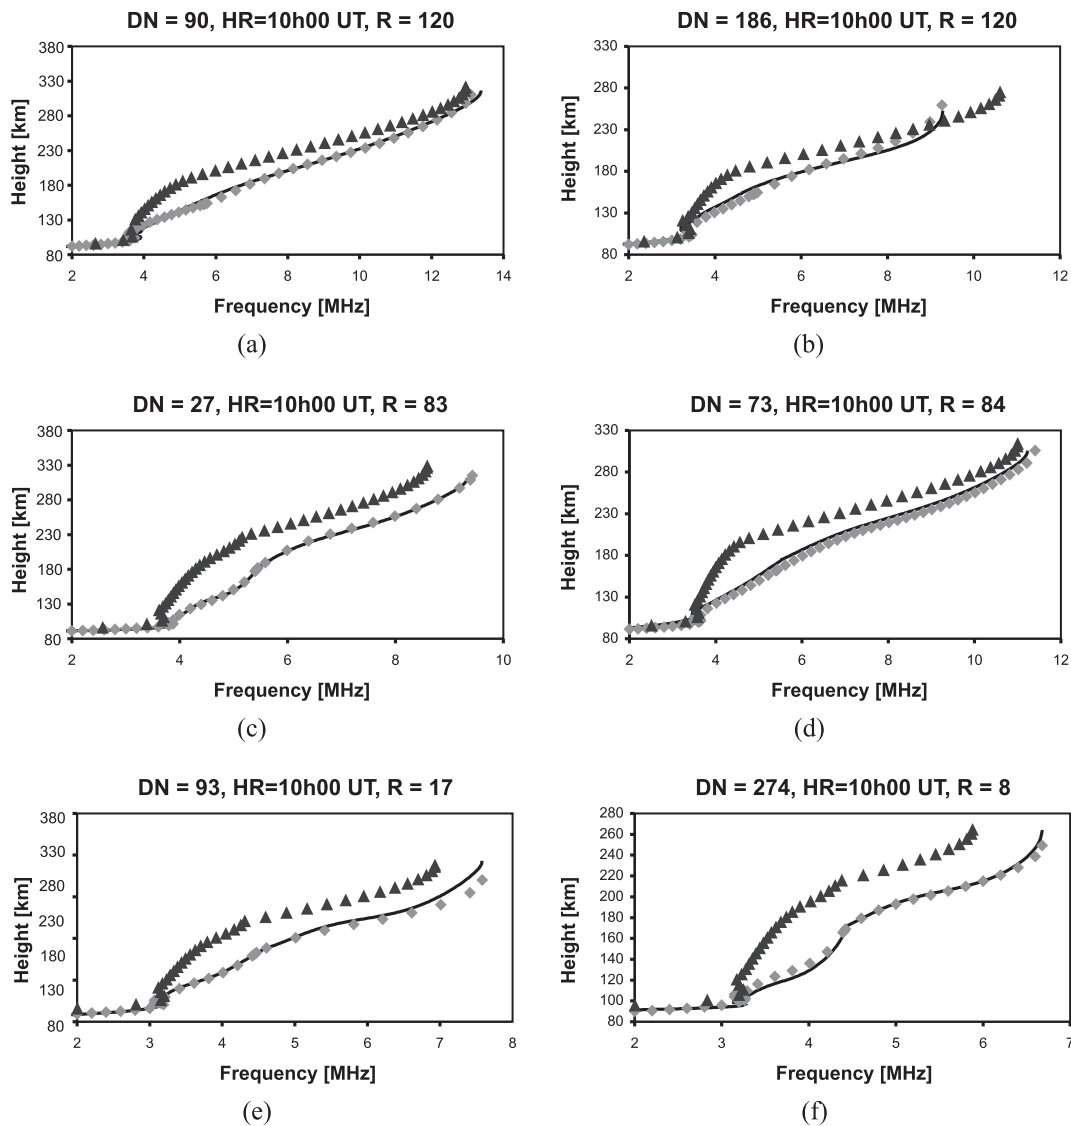 DN = 90, HR=10h00 UT, R = 120
380
330
280
230
180
130
80
Height [km]
2 4 6 8 10 12 14
Frequency [MHz]
(a)
DN = 186, HR=10h00 UT, R = 120
330
280
230
180
130
80
Height [km]
2 4 6 8 10 12
Frequency [MHz]
(b)
DN = 27, HR=10h00 UT, R = 83
380
330
280
230
180
130
80
Height [km]
2 4 6 8 10
Frequency [MHz]
(c)
DN = 73, HR=10h00 UT, R = 84
330
280
230
180
130
80
Height [km]
2 4 6 8 10 12
Frequency [MHz]
(d)
DN = 93, HR=10h00 UT, R = 17
380
330
280
230
180
130
80
Height [km]
2 3 4 5 6 7 8
Frequency [MHz]
(e)
DN = 274, HR=10h00 UT, R = 8
280
260
240
220
200
180
160
140
120
100
80
Height [km]
2 3 4 5 6 7
Frequency [MHz]
(f)